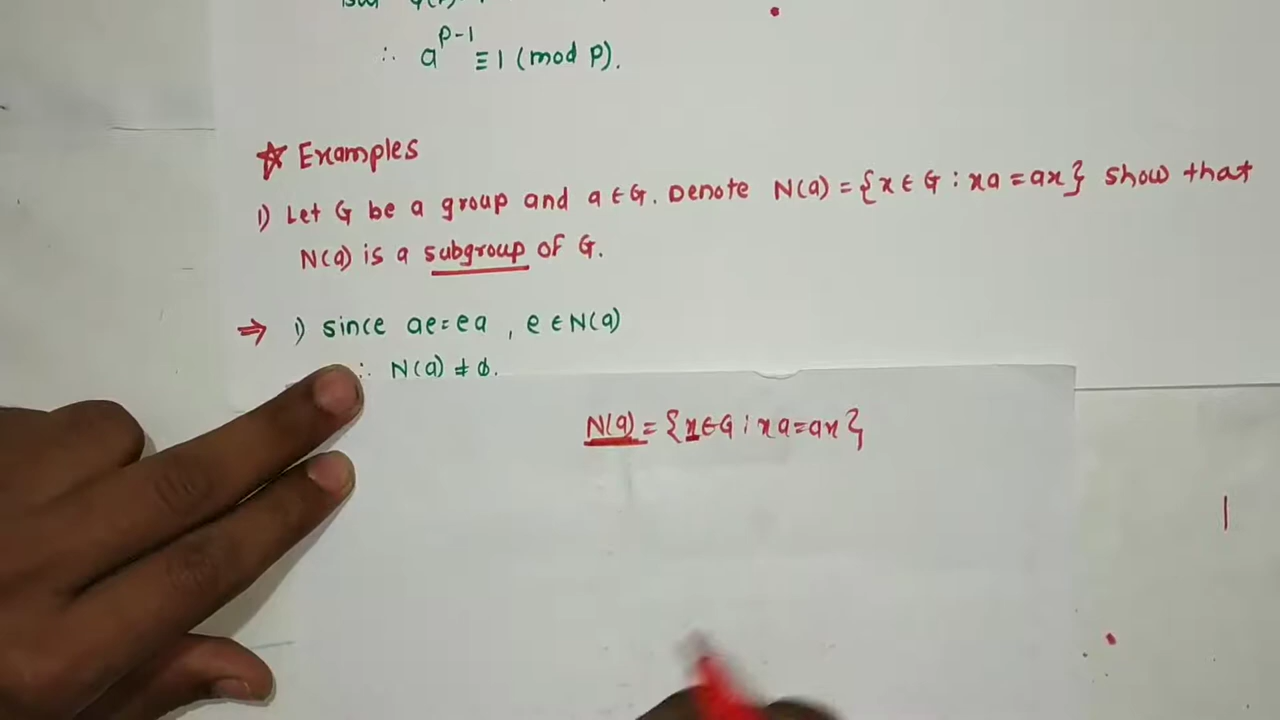 ∴ a^{p-1} ≡ 1 (mod p).
☆ Examples
1) Let G be a group and a ∈ G. Denote N(a) = {x ∈ G : xa = ax} show that
N(a) is a subgroup of G.
⇒ 1) since ae = ea , e ∈ N(a)
∴ N(a) ≠ φ.
N(a) = {x ∈ G : xa = ax}